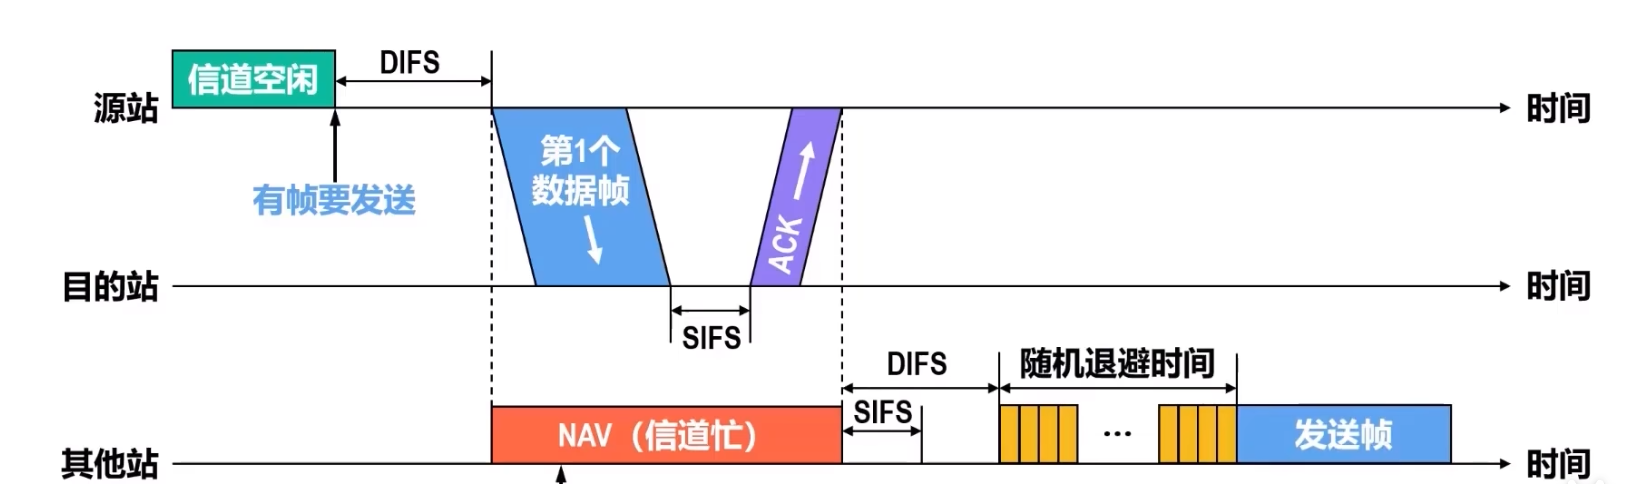 信道空闲
DIFS
源站
时间
有帧要发送
第1个
数据帧
ACK
目的站
时间
SIFS
DIFS
随机退避时间
SIFS
NAV（信道忙）
...
发送帧
其他站
时间